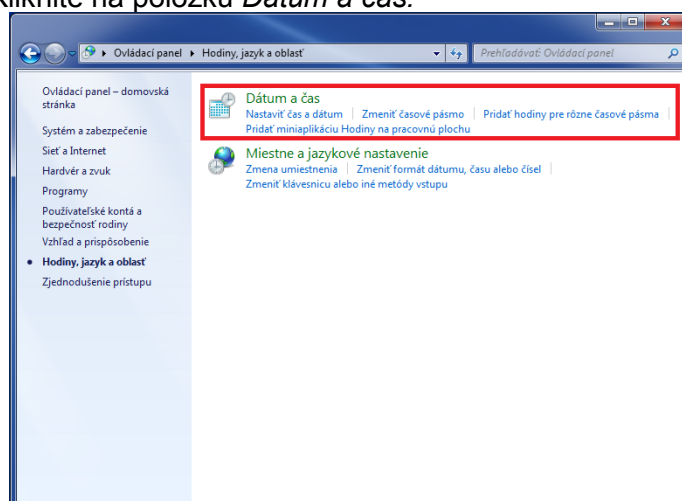 kliknite na položku Dátum a čas.
Ovládací panel ▸ Hodiny, jazyk a oblasť
Prehľadávať: Ovládací panel
Ovládací panel – domovská
stránka
Systém a zabezpečenie
Sieť a Internet
Hardvér a zvuk
Programy
Používateľské kontá a
bezpečnosť rodiny
Vzhľad a prispôsobenie
Hodiny, jazyk a oblasť
Zjednodušenie prístupu
Dátum a čas
Nastaviť čas a dátum | Zmeniť časové pásmo | Pridať hodiny pre rôzne časové pásma
Pridať miniaplikáciu Hodiny na pracovnú plochu
Miestne a jazykové nastavenie
Zmena umiestnenia | Zmeniť formát dátumu, času alebo čísel
Zmeniť klávesnicu alebo iné metódy vstupu